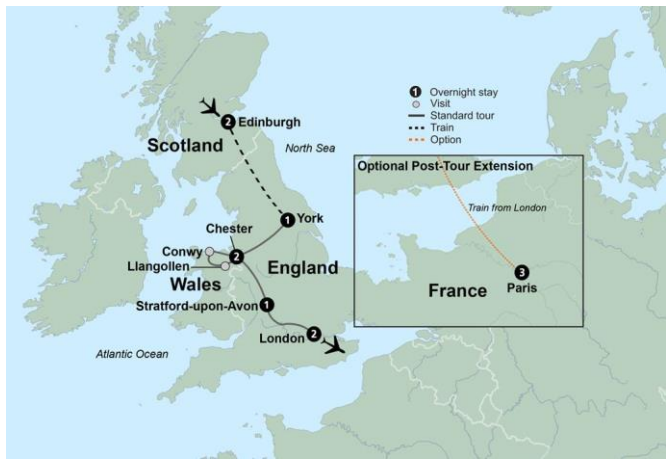 1 Overnight stay
Visit
Standard tour
Train
Option
2 Edinburgh
Scotland
North Sea
Optional Post-Tour Extension
Train from London
1 York
Chester
2
Conwy
Llangollen
England
Wales
3
Paris
France
Stratford-upon-Avon 1
London 2
Atlantic Ocean